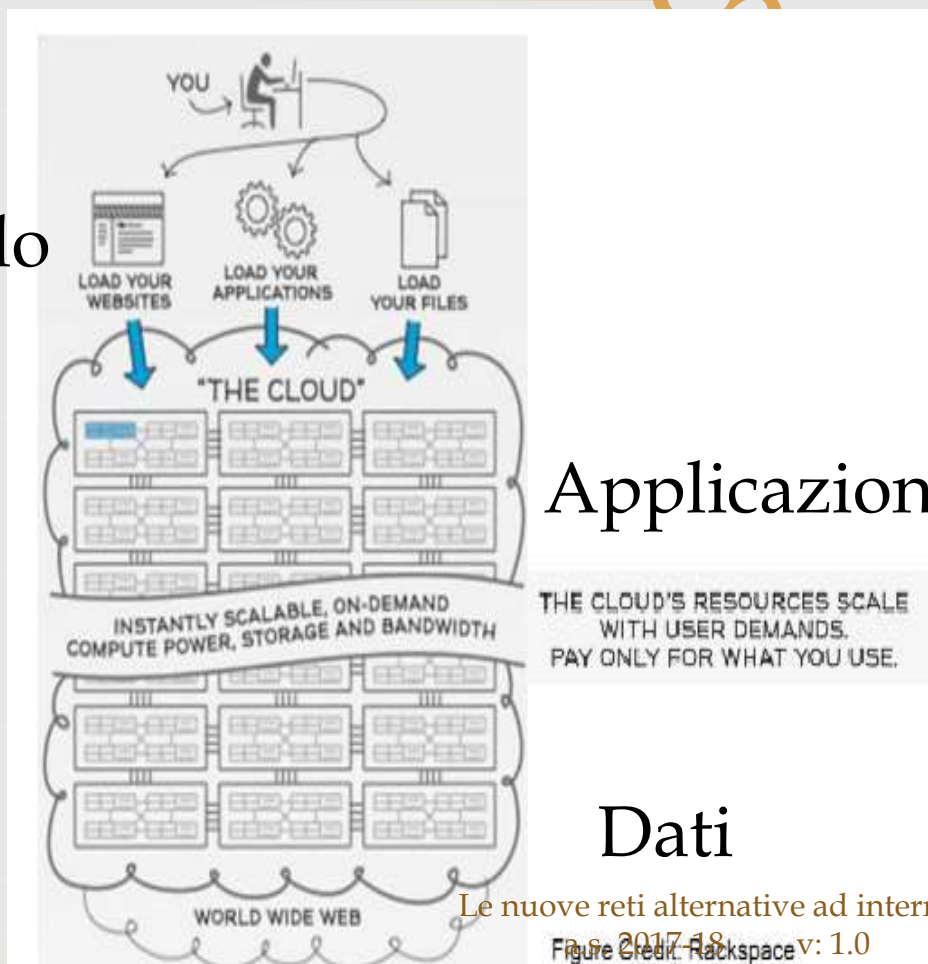 YOU
lo
LOAD YOUR
WEBSITES
LOAD YOUR
APPLICATIONS
LOAD
YOUR FILES
"THE CLOUD"
Applicazion
INSTANTLY SCALABLE, ON-DEMAND
COMPUTE POWER, STORAGE AND BANDWIDTH
THE CLOUD'S RESOURCES SCALE
WITH USER DEMANDS.
PAY ONLY FOR WHAT YOU USE.
Dati
WORLD WIDE WEB
Le nuove reti alternative ad intern
a.s. 2017-18 v: 1.0
Figure Credit: Rackspace